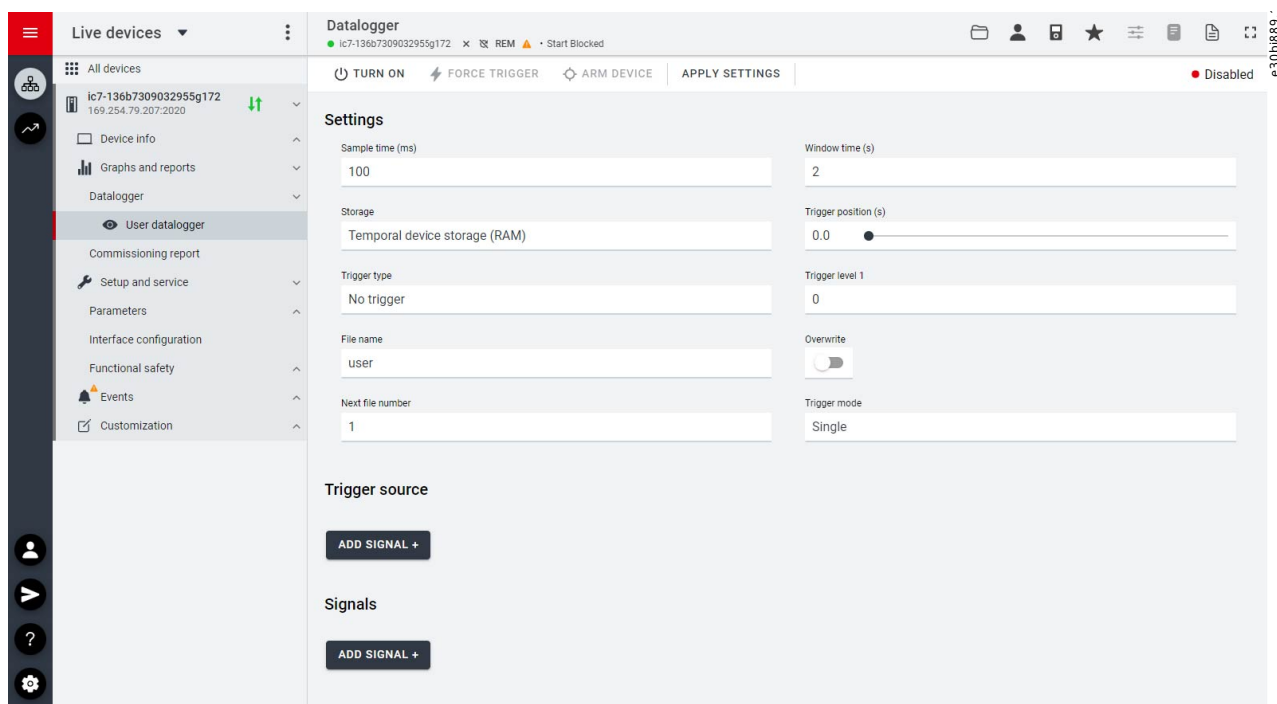 Live devices
Datalogger
ic7-136b7309032955g172 REM • Start Blocked
All devices
ic7-136b7309032955g172
169.254.79.207:2020
Device info
Graphs and reports
Datalogger
User datalogger
Commissioning report
Setup and service
Parameters
Interface configuration
Functional safety
Events
Customization
TURN ON FORCE TRIGGER ARM DEVICE APPLY SETTINGS
Disabled
Settings
Sample time (ms) Window time (s)
100 2
Storage Trigger position (s)
Temporal device storage (RAM) 0.0
Trigger type Trigger level 1
No trigger 0
File name Overwrite
user
Next file number Trigger mode
1 Single
Trigger source
ADD SIGNAL +
Signals
ADD SIGNAL +